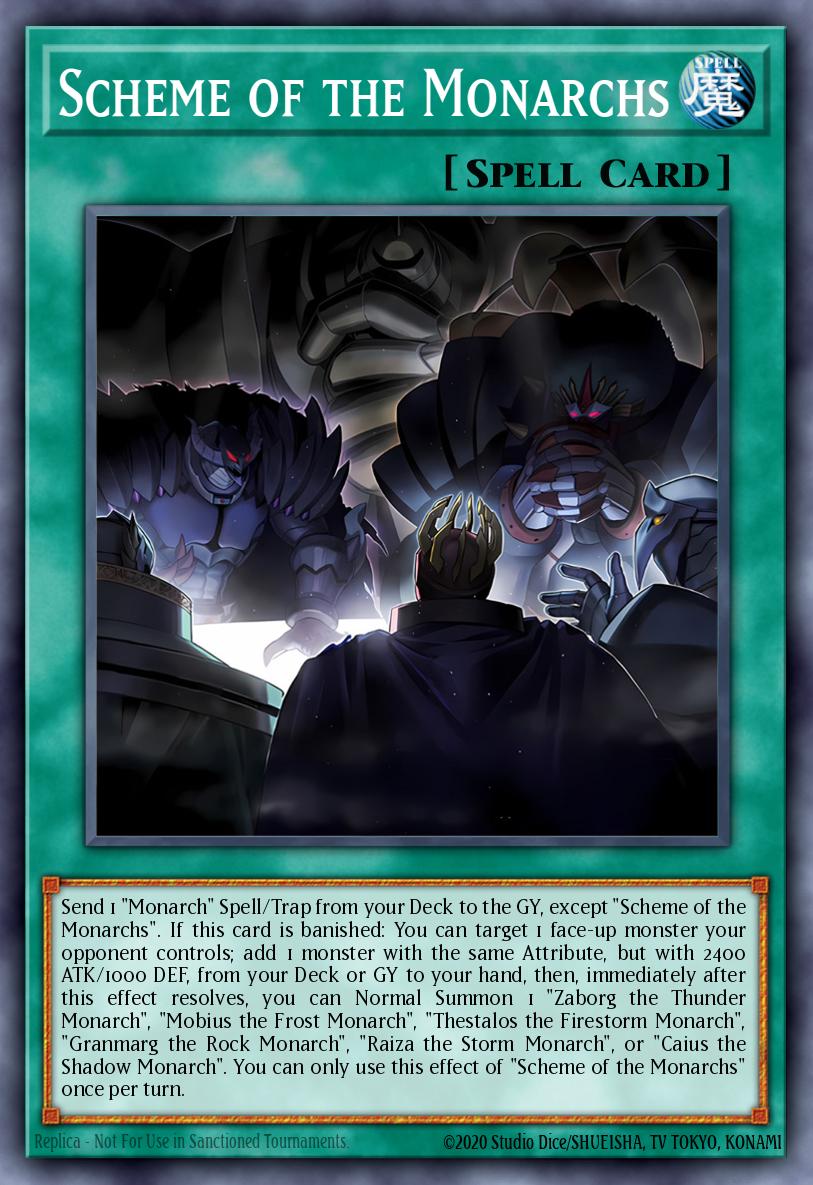 Scheme of the Monarchs
SPELL
魔
[Spell Card]
Send 1 "Monarch" Spell/Trap from your Deck to the GY, except "Scheme of the
Monarchs". If this card is banished: You can target 1 face-up monster your
opponent controls; add 1 monster with the same Attribute, but with 2400
ATK/1000 DEF, from your Deck or GY to your hand, then, immediately after
this effect resolves, you can Normal Summon 1 "Zaborg the Thunder
Monarch", "Mobius the Frost Monarch", "Thestalos the Firestorm Monarch",
"Granmarg the Rock Monarch", "Raiza the Storm Monarch", or "Caius the
Shadow Monarch". You can only use this effect of "Scheme of the Monarchs"
once per turn.
Replica - Not For Use in Sanctioned Tournaments.
©2020 Studio Dice/SHUEISHA, TV TOKYO, KONAMI